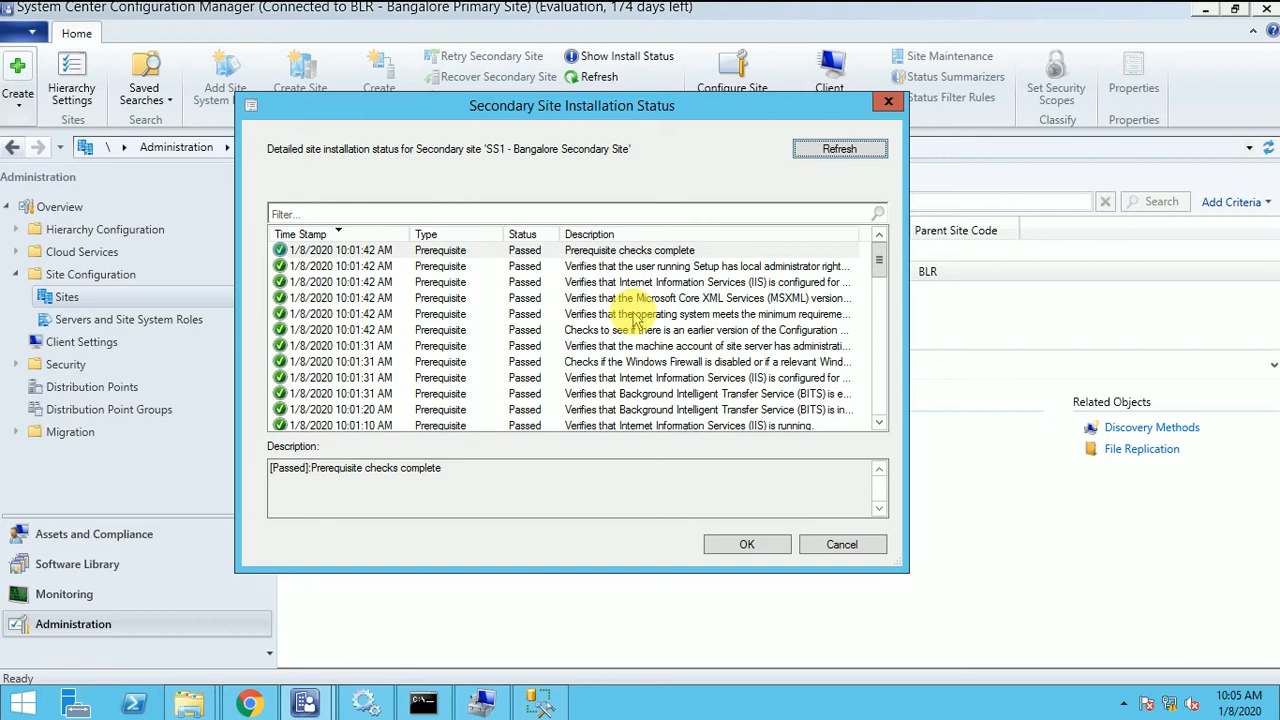 System Center Configuration Manager (Connected to BLR - Bangalore Primary Site) (Evaluation, 174 days left)
Home
Create
Hierarchy Settings
Saved Searches
Add Site System
Create Site
Create
Retry Secondary Site
Recover Secondary Site
Show Install Status
Refresh
Configure Site
Client
Site Maintenance
Status Summarizers
Status Filter Rules
Set Security Scopes
Properties
Sites
Search
Classify
Properties
\ Administration
Search
Add Criteria
Administration
Overview
Hierarchy Configuration
Cloud Services
Site Configuration
Sites
Servers and Site System Roles
Client Settings
Security
Distribution Points
Distribution Point Groups
Migration
Assets and Compliance
Software Library
Monitoring
Administration
Ready
Secondary Site Installation Status
Detailed site installation status for Secondary site 'SS1 - Bangalore Secondary Site'
Refresh
Filter...
Time Stamp Type Status Description
1/8/2020 10:01:42 AM Prerequisite Passed Prerequisite checks complete
1/8/2020 10:01:42 AM Prerequisite Passed Verifies that the user running Setup has local administrator right...
1/8/2020 10:01:42 AM Prerequisite Passed Verifies that Internet Information Services (IIS) is configured for ...
1/8/2020 10:01:42 AM Prerequisite Passed Verifies that the Microsoft Core XML Services (MSXML) version...
1/8/2020 10:01:42 AM Prerequisite Passed Verifies that the operating system meets the minimum requireme...
1/8/2020 10:01:42 AM Prerequisite Passed Checks to see if there is an earlier version of the Configuration ...
1/8/2020 10:01:31 AM Prerequisite Passed Verifies that the machine account of site server has administrati...
1/8/2020 10:01:31 AM Prerequisite Passed Checks if the Windows Firewall is disabled or if a relevant Wind...
1/8/2020 10:01:31 AM Prerequisite Passed Verifies that Internet Information Services (IIS) is configured for ...
1/8/2020 10:01:31 AM Prerequisite Passed Verifies that Background Intelligent Transfer Service (BITS) is e...
1/8/2020 10:01:20 AM Prerequisite Passed Verifies that Background Intelligent Transfer Service (BITS) is in...
1/8/2020 10:01:10 AM Prerequisite Passed Verifies that Internet Information Services (IIS) is running.
Description:
[Passed]:Prerequisite checks complete
OK
Cancel
Parent Site Code
BLR
Related Objects
Discovery Methods
File Replication
10:05 AM
1/8/2020